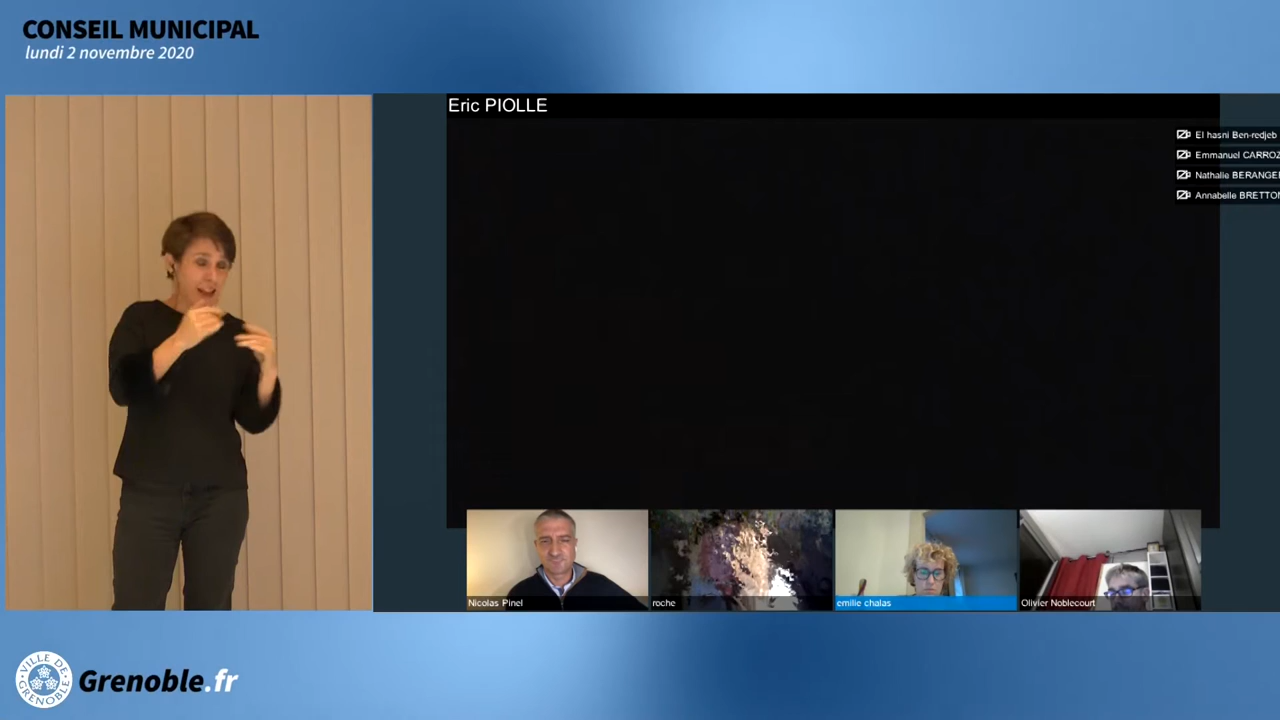 CONSEIL MUNICIPAL
lundi 2 novembre 2020
Eric PIOLLE
El hasni Ben-redjeb
Emmanuel CARROZ
Nathalie BERANGER
Annabelle BRETTON
Nicolas Pinel
roche
emilie chalas
Olivier Noblecourt
VILLE DE GRENOBLE
Grenoble.fr